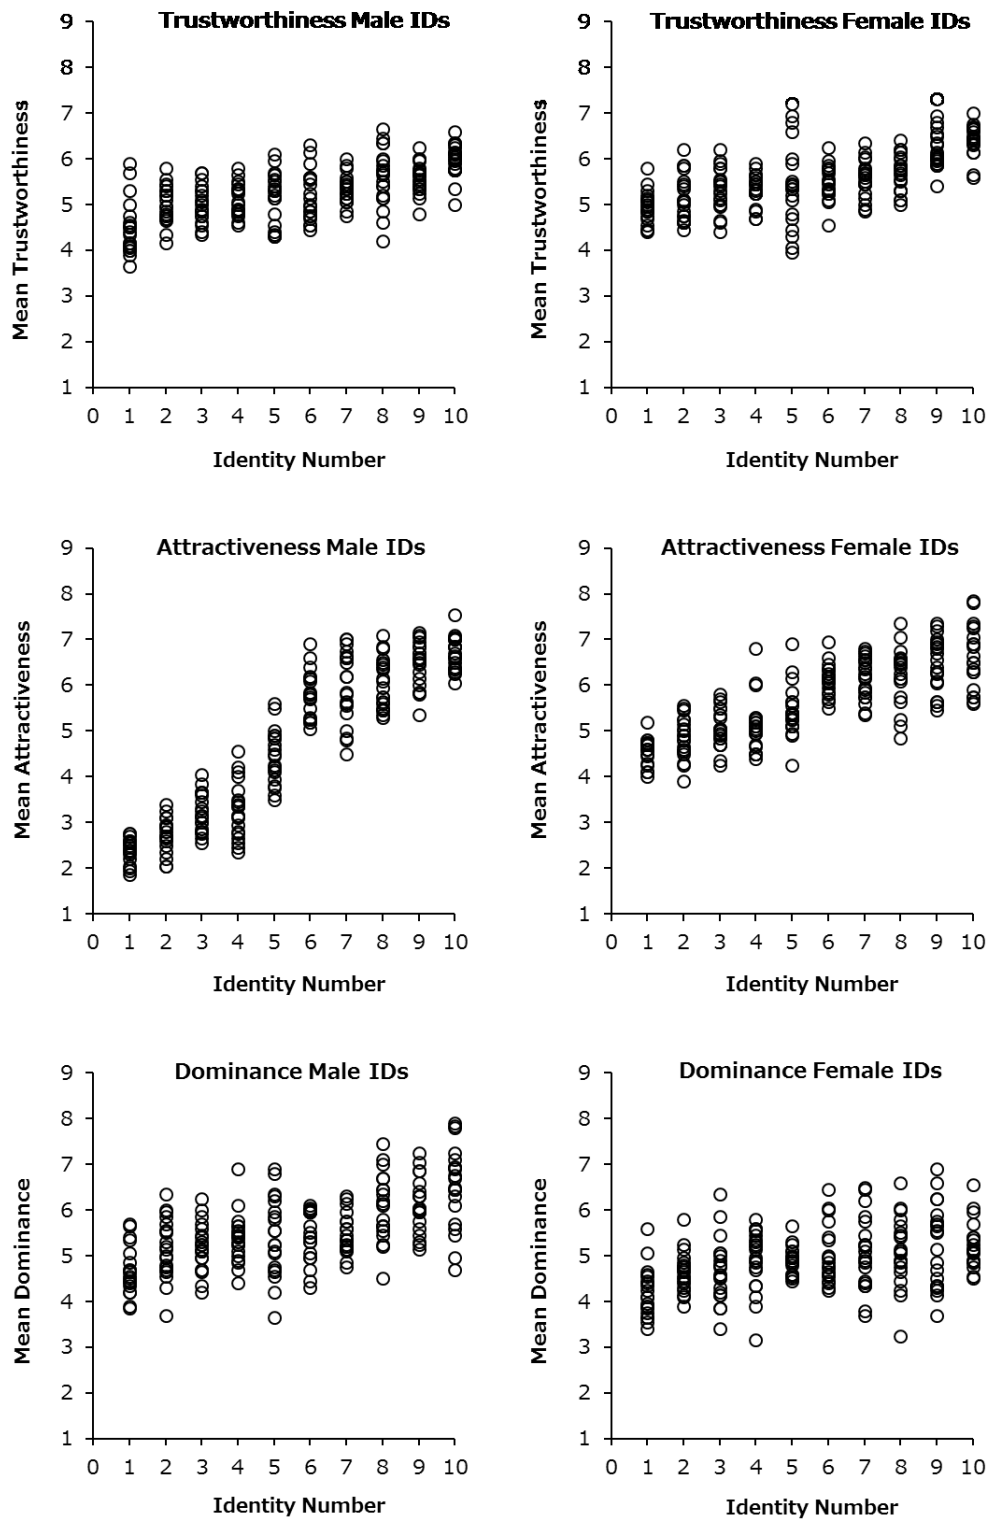 Trustworthiness Male IDs
Mean Trustworthiness
9
8
7
6
5
4
3
2
1
0 1 2 3 4 5 6 7 8 9 10
Identity Number
Trustworthiness Female IDs
Mean Trustworthiness
9
8
7
6
5
4
3
2
1
0 1 2 3 4 5 6 7 8 9 10
Identity Number
Attractiveness Male IDs
Mean Attractiveness
9
8
7
6
5
4
3
2
1
0 1 2 3 4 5 6 7 8 9 10
Identity Number
Attractiveness Female IDs
Mean Attractiveness
9
8
7
6
5
4
3
2
1
0 1 2 3 4 5 6 7 8 9 10
Identity Number
Dominance Male IDs
Mean Dominance
9
8
7
6
5
4
3
2
1
0 1 2 3 4 5 6 7 8 9 10
Identity Number
Dominance Female IDs
Mean Dominance
9
8
7
6
5
4
3
2
1
0 1 2 3 4 5 6 7 8 9 10
Identity Number